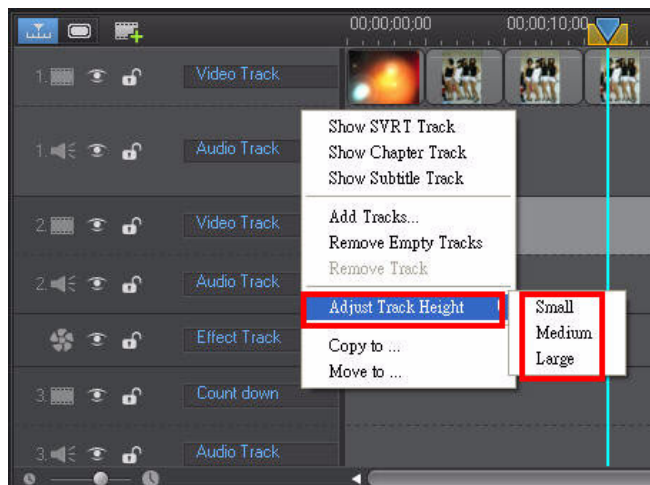 00;00;00;00 00;00;10;00
1. Video Track
1. Audio Track
2. Video Track
2. Audio Track
Effect Track
3. Count down
3. Audio Track
Show SVRT Track
Show Chapter Track
Show Subtitle Track
Add Tracks...
Remove Empty Tracks
Remove Track
Adjust Track Height
Copy to ...
Move to ...
Small
Medium
Large